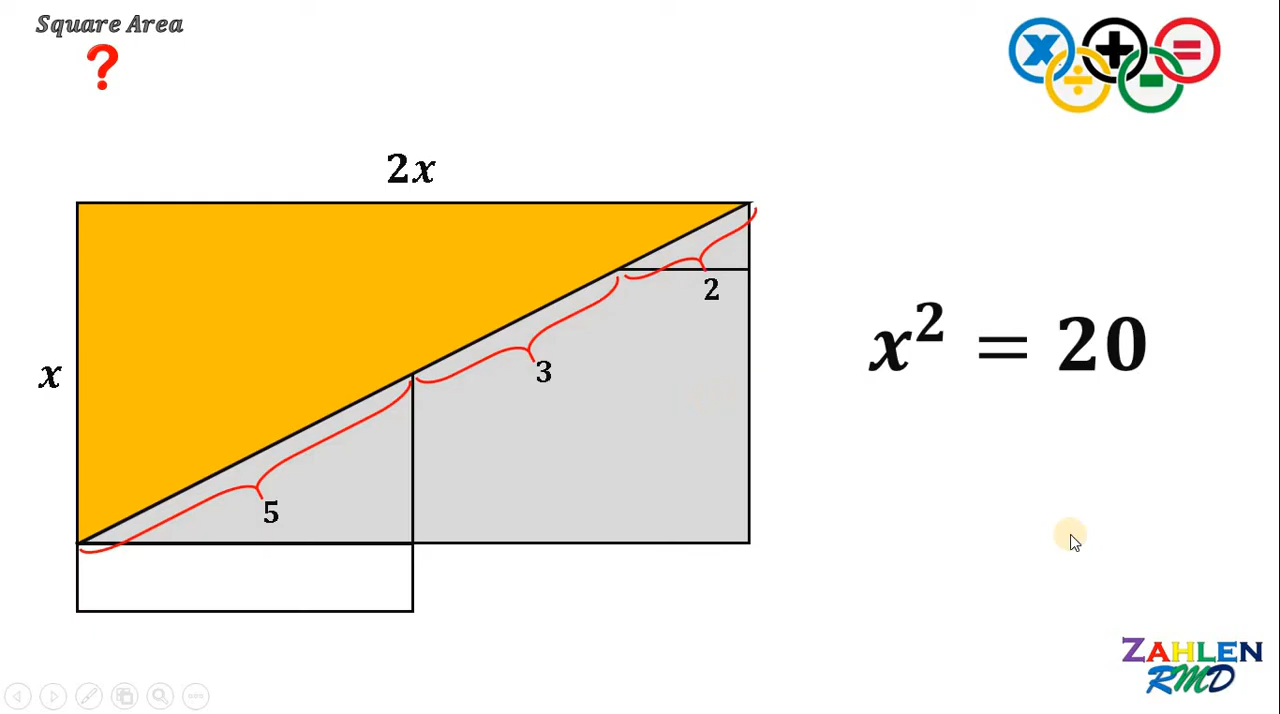 Square Area
?
2x
x
2
3
5
x² = 20
x + =
÷ -
ZAHLEN
RMD